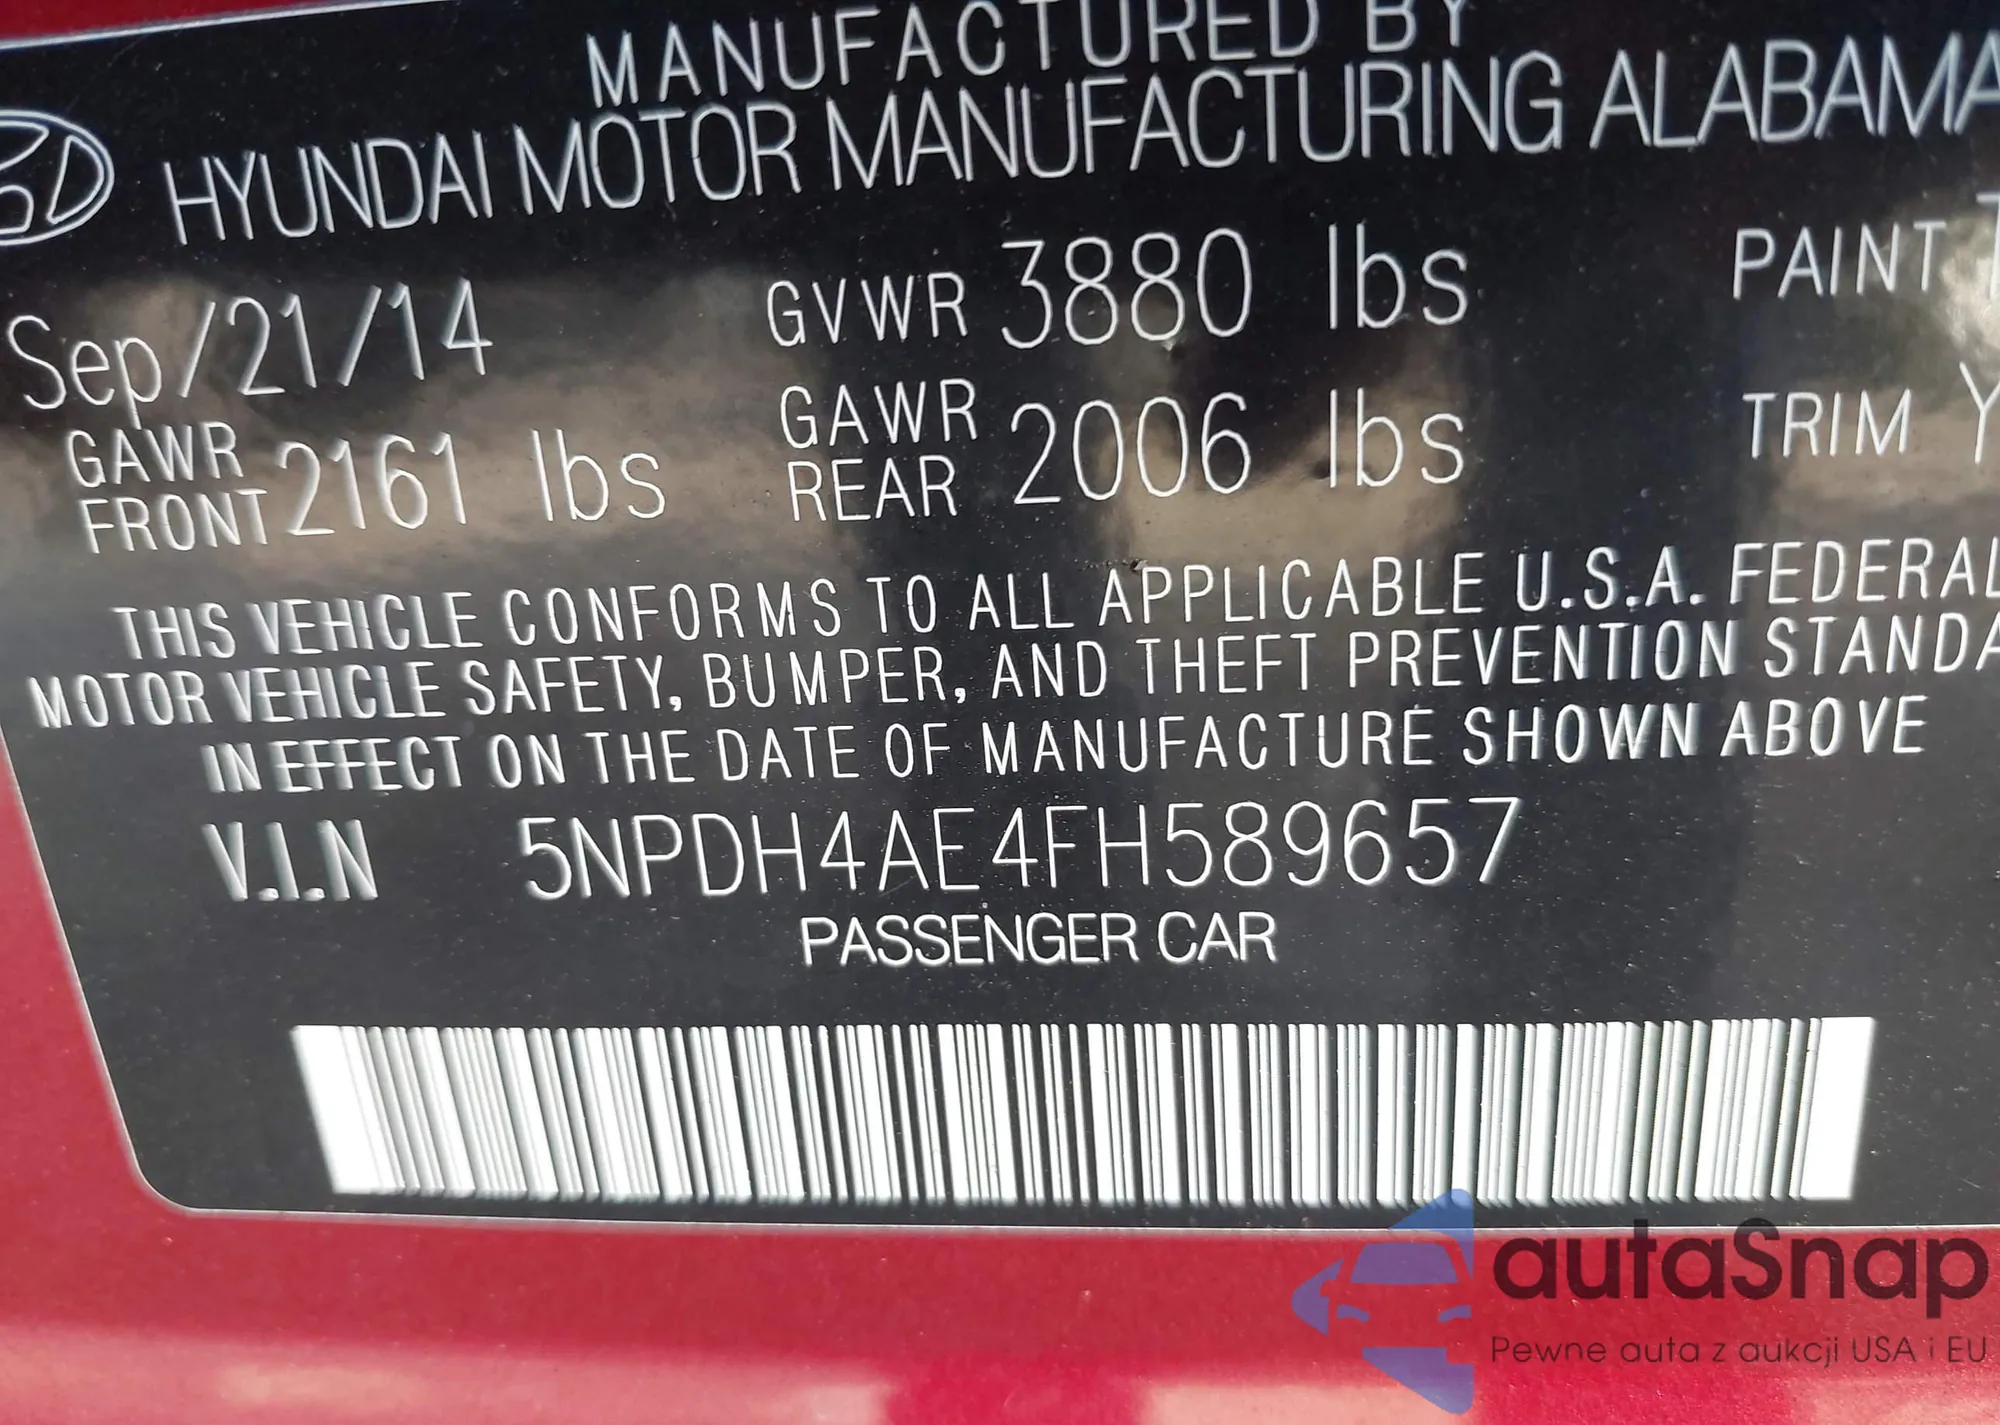 MANUFACTURED BY
HYUNDAI MOTOR MANUFACTURING ALABAMA
Sep/21/14 GVWR 3880 lbs PAINT
GAWR FRONT 2161 lbs GAWR REAR 2006 lbs TRIM Y
THIS VEHICLE CONFORMS TO ALL APPLICABLE U.S.A. FEDERAL
MOTOR VEHICLE SAFETY, BUMPER, AND THEFT PREVENTION STANDA
IN EFFECT ON THE DATE OF MANUFACTURE SHOWN ABOVE
V.I.N 5NPDH4AE4FH589657
PASSENGER CAR
autaSnap
Pewne auta z aukcji USA i EU